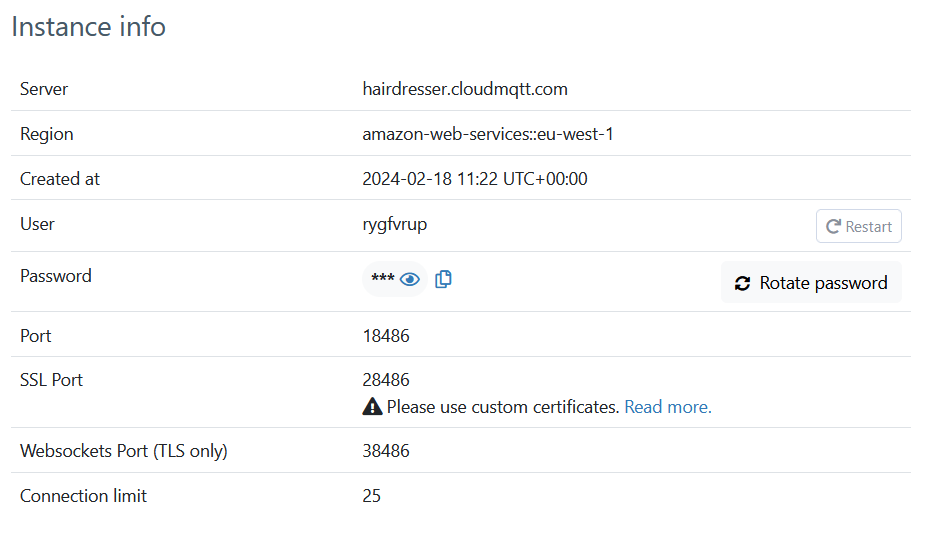 Instance info
Server hairdresser.cloudmqtt.com
Region amazon-web-services::eu-west-1
Created at 2024-02-18 11:22 UTC+00:00
User rygfvrup Restart
Password *** Rotate password
Port 18486
SSL Port 28486
Please use custom certificates. Read more.
Websockets Port (TLS only) 38486
Connection limit 25